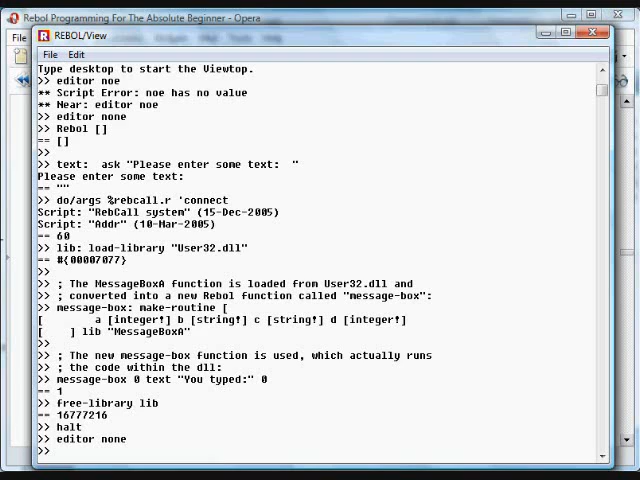 Rebol Programming For The Absolute Beginner - Opera
File
REBOL/View
File Edit
Type desktop to start the Viewtop.
>> editor noe
** Script Error: noe has no value
** Near: editor noe
>> editor none
>> Rebol []
== []
>>
>> text:  ask "Please enter some text:  "
Please enter some text:
== ""
>> do/args %rebcall.r 'connect
Script: "RebCall system" (15-Dec-2005)
Script: "Addr" (10-Mar-2005)
== 60
>> lib: load-library "User32.dll"
== #{00007077}
>>
>> ; The MessageBoxA function is loaded from User32.dll and
>> ; converted into a new Rebol function called "message-box":
>> message-box: make-routine [
[        a [integer!] b [string!] c [string!] d [integer!]
[    ] lib "MessageBoxA"
>>
>> ; The new message-box function is used, which actually runs
>> ; the code within the dll:
>> message-box 0 text "You typed:" 0
== 1
>> free-library lib
== 16777216
>> halt
>> editor none
>>